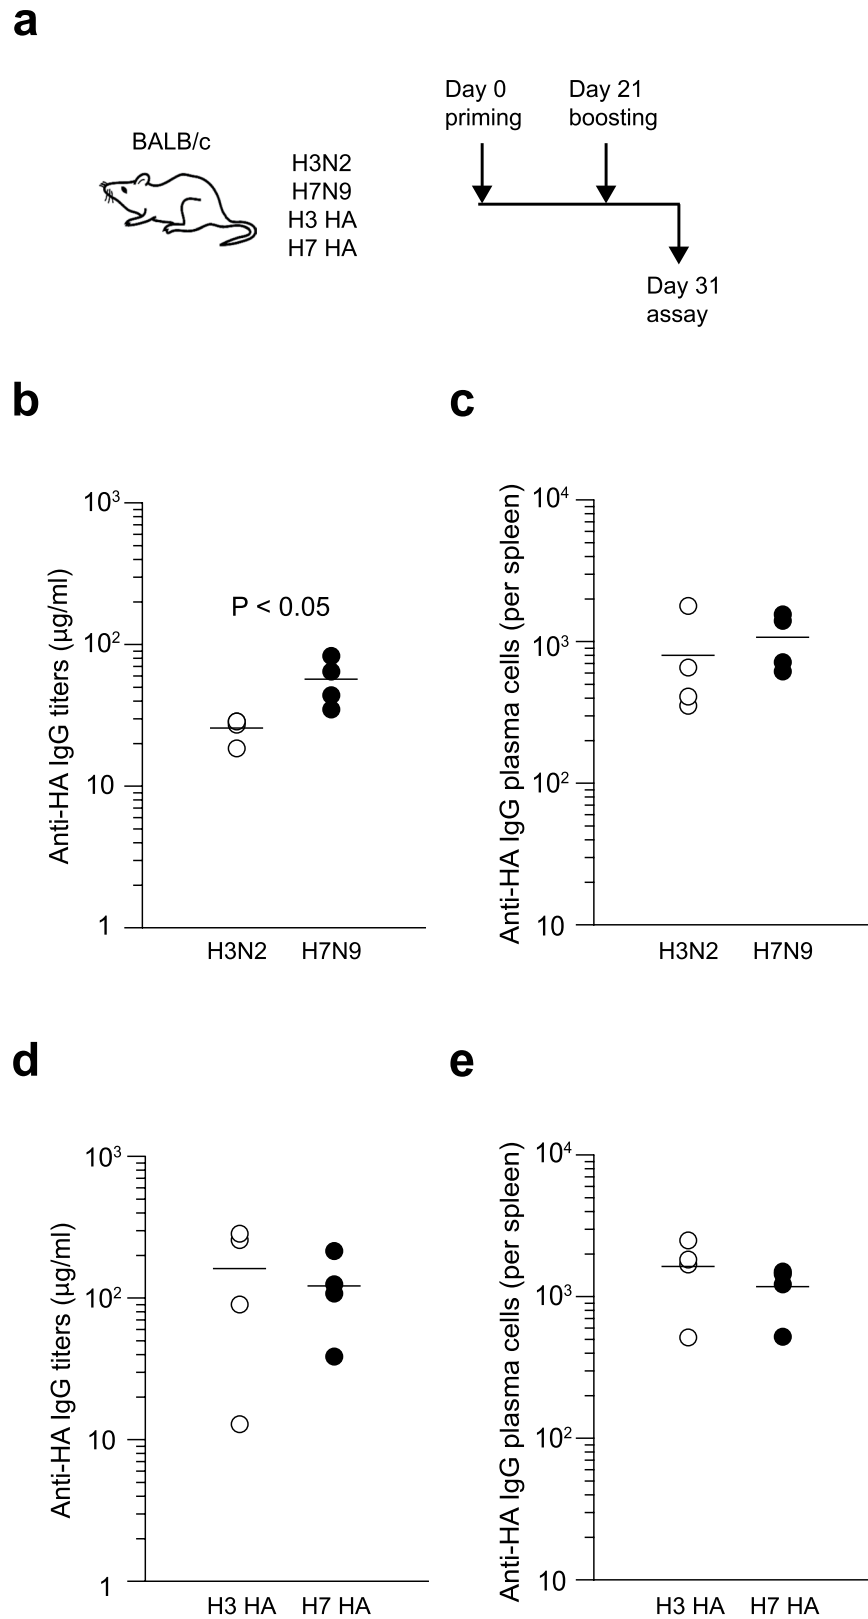 a
BALB/c
H3N2
H7N9
H3 HA
H7 HA
Day 0
priming
Day 21
boosting
Day 31
assay
b
Anti-HA IgG titers (µg/ml)
10³
10²
10
1
P < 0.05
H3N2 H7N9
c
Anti-HA IgG plasma cells (per spleen)
10⁴
10³
10²
10
H3N2 H7N9
d
Anti-HA IgG titers (µg/ml)
10³
10²
10
1
H3 HA H7 HA
e
Anti-HA IgG plasma cells (per spleen)
10⁴
10³
10²
10
H3 HA H7 HA